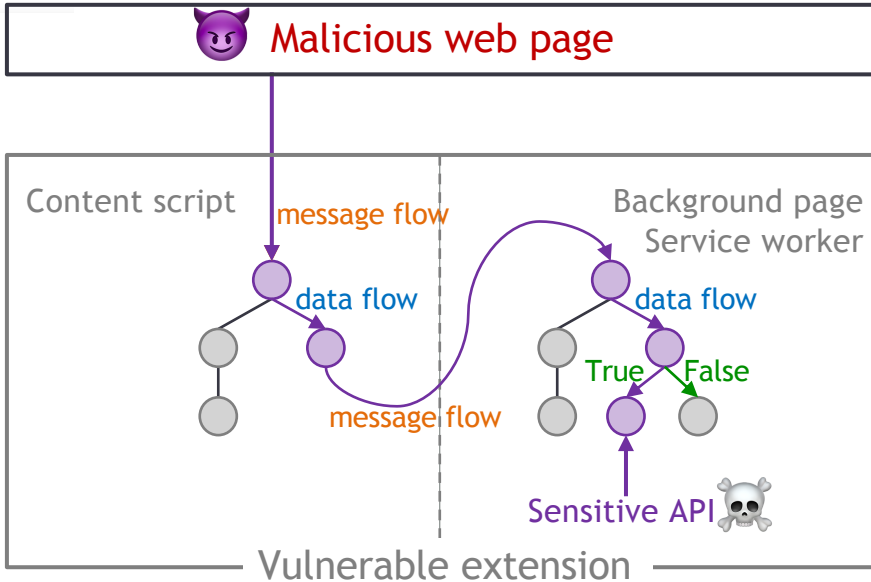 Malicious web page
Content script
message flow
Background page
Service worker
data flow
data flow
True
False
message flow
Sensitive API
Vulnerable extension